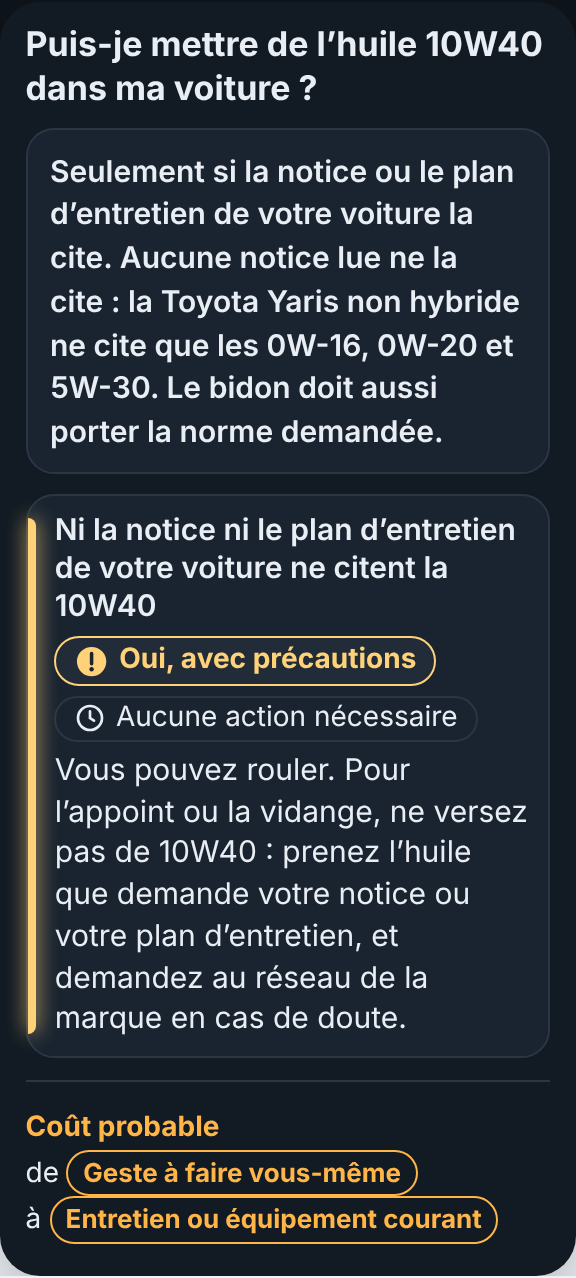 Puis-je mettre de l’huile 10W40
dans ma voiture ?
Seulement si la notice ou le plan
d’entretien de votre voiture la
cite. Aucune notice lue ne la
cite : la Toyota Yaris non hybride
ne cite que les 0W-16, 0W-20 et
5W-30. Le bidon doit aussi
porter la norme demandée.
Ni la notice ni le plan d’entretien
de votre voiture ne citent la
10W40
Oui, avec précautions
Aucune action nécessaire
Vous pouvez rouler. Pour
l’appoint ou la vidange, ne versez
pas de 10W40 : prenez l’huile
que demande votre notice ou
votre plan d’entretien, et
demandez au réseau de la
marque en cas de doute.
Coût probable
de Geste à faire vous-même
à Entretien ou équipement courant